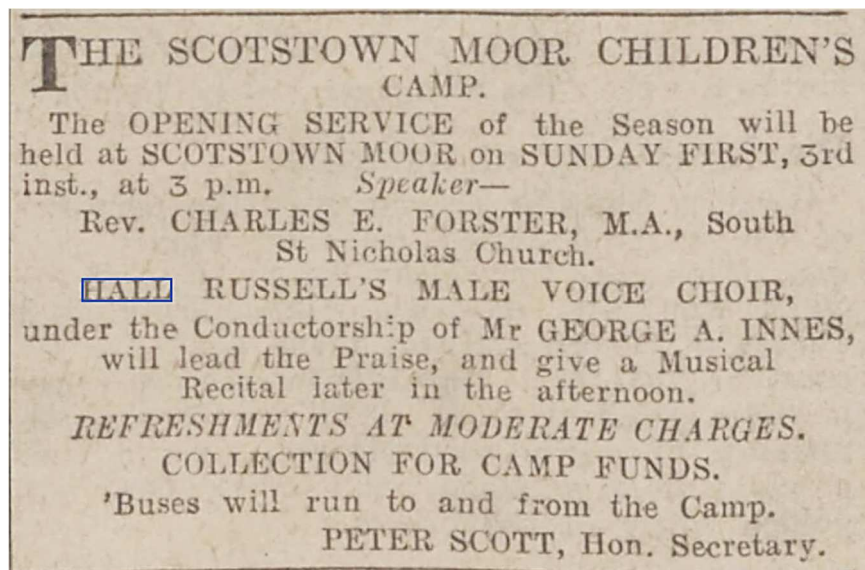 THE SCOTSTOWN MOOR CHILDREN'S
CAMP.
The OPENING SERVICE of the Season will be
held at SCOTSTOWN MOOR on SUNDAY FIRST, 3rd
inst., at 3 p.m. Speaker—
Rev. CHARLES E. FORSTER, M.A., South
St Nicholas Church.
HALL RUSSELL'S MALE VOICE CHOIR,
under the Conductorship of Mr GEORGE A. INNES,
will lead the Praise, and give a Musical
Recital later in the afternoon.
REFRESHMENTS AT MODERATE CHARGES.
COLLECTION FOR CAMP FUNDS.
'Buses will run to and from the Camp.
PETER SCOTT, Hon. Secretary.